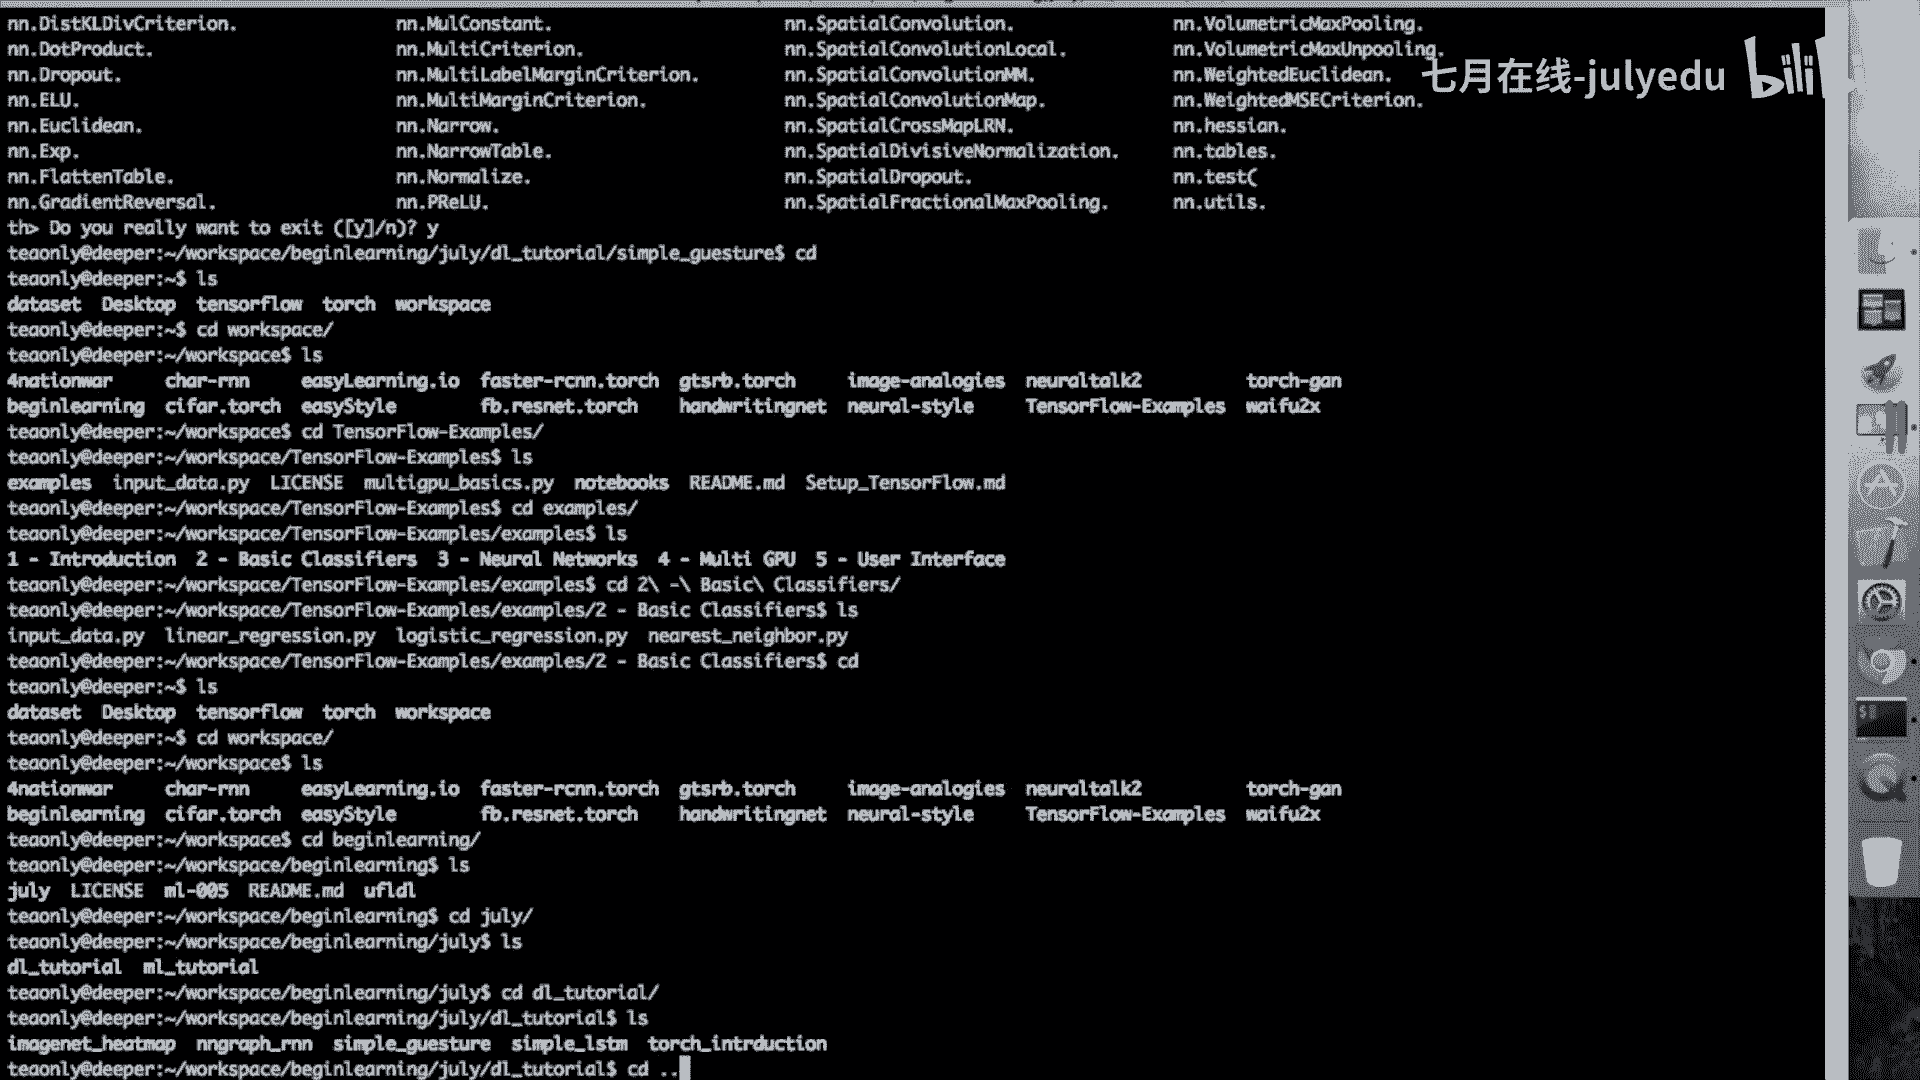 nn.DistKLDivCriterion. nn.MulConstant. nn.SpatialConvolution. nn.VolumetricMaxPooling.
nn.DotProduct. nn.MultiCriterion. nn.SpatialConvolutionLocal. nn.VolumetricMaxUnpooling.
nn.Dropout. nn.MultiLabelMarginCriterion. nn.SpatialConvolutionMM. nn.WeightedEuclidean.
七月在线-julyedu bili
nn.ELU. nn.MultiMarginCriterion. nn.SpatialConvolutionMap. nn.WeightedMSECriterion.
nn.Euclidean. nn.Narrow. nn.SpatialCrossMapLRN. nn.hessian.
nn.Exp. nn.NarrowTable. nn.SpatialDivisiveNormalization. nn.tables.
nn.FlattenTable. nn.Normalize. nn.SpatialDropout. nn.test(
nn.GradientReversal. nn.PReLU. nn.SpatialFractionalMaxPooling. nn.utils.
th> Do you really want to exit ([y]/n)? y
teaonly@deeper:~/workspace/beginlearning/july/dl_tutorial/simple_guesture$ cd
teaonly@deeper:~$ ls
dataset Desktop tensorflow torch workspace
teaonly@deeper:~$ cd workspace/
teaonly@deeper:~/workspace$ ls
4nationwar char-rnn easyLearning.io faster-rcnn.torch gtsrb.torch image-analogies neuraltalk2 torch-gan
beginlearning cifar.torch easyStyle fb.resnet.torch handwritingnet neural-style TensorFlow-Examples waifu2x
teaonly@deeper:~/workspace$ cd TensorFlow-Examples/
teaonly@deeper:~/workspace/TensorFlow-Examples$ ls
examples input_data.py LICENSE multigpu_basics.py notebooks README.md Setup_TensorFlow.md
teaonly@deeper:~/workspace/TensorFlow-Examples$ cd examples/
teaonly@deeper:~/workspace/TensorFlow-Examples/examples$ ls
1 - Introduction 2 - Basic Classifiers 3 - Neural Networks 4 - Multi GPU 5 - User Interface
teaonly@deeper:~/workspace/TensorFlow-Examples/examples$ cd 2\ -\ Basic\ Classifiers/
teaonly@deeper:~/workspace/TensorFlow-Examples/examples/2 - Basic Classifiers$ ls
input_data.py linear_regression.py logistic_regression.py nearest_neighbor.py
teaonly@deeper:~/workspace/TensorFlow-Examples/examples/2 - Basic Classifiers$ cd
teaonly@deeper:~$ ls
dataset Desktop tensorflow torch workspace
teaonly@deeper:~$ cd workspace/
teaonly@deeper:~/workspace$ ls
4nationwar char-rnn easyLearning.io faster-rcnn.torch gtsrb.torch image-analogies neuraltalk2 torch-gan
beginlearning cifar.torch easyStyle fb.resnet.torch handwritingnet neural-style TensorFlow-Examples waifu2x
teaonly@deeper:~/workspace$ cd beginlearning/
teaonly@deeper:~/workspace/beginlearning$ ls
july LICENSE ml-005 README.md ufldl
teaonly@deeper:~/workspace/beginlearning$ cd july/
teaonly@deeper:~/workspace/beginlearning/july$ ls
dl_tutorial ml_tutorial
teaonly@deeper:~/workspace/beginlearning/july$ cd dl_tutorial/
teaonly@deeper:~/workspace/beginlearning/july/dl_tutorial$ ls
imagenet_heatmap nngraph_rnn simple_guesture simple_lstm torch_intrduction
teaonly@deeper:~/workspace/beginlearning/july/dl_tutorial$ cd ..